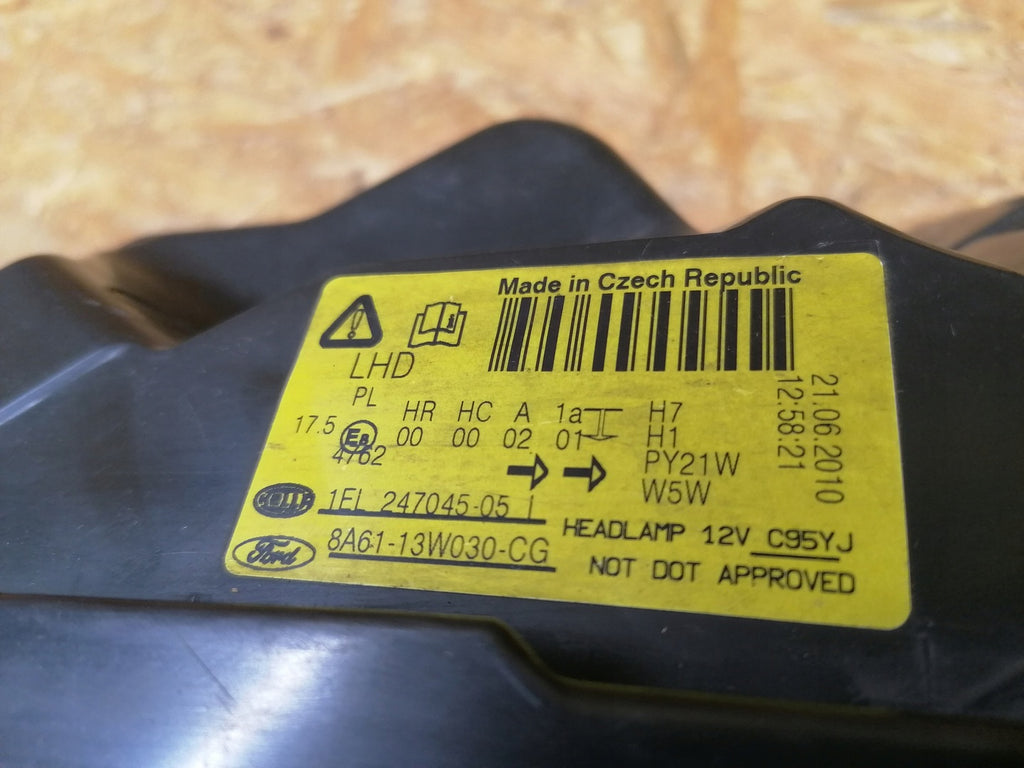 Made in Czech Republic
LHD
PL
17.5
HR HC A 1a
00 00 02 01
E8
4762
H7
H1
PY21W
W5W
21.06.2010
12:58:21
HELLA
1EL 247045-05 I
Ford
8A61-13W030-CG
HEADLAMP 12V C95YJ
NOT DOT APPROVED